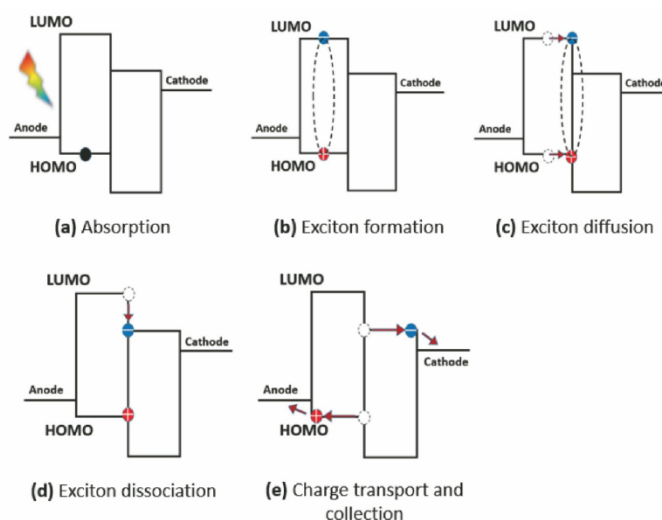 LUMO
Cathode
Anode
HOMO
(a) Absorption
LUMO
Cathode
Anode
HOMO
(b) Exciton formation
LUMO
Cathode
Anode
HOMO
(c) Exciton diffusion
LUMO
Cathode
Anode
HOMO
(d) Exciton dissociation
LUMO
Cathode
Anode
HOMO
(e) Charge transport and
collection